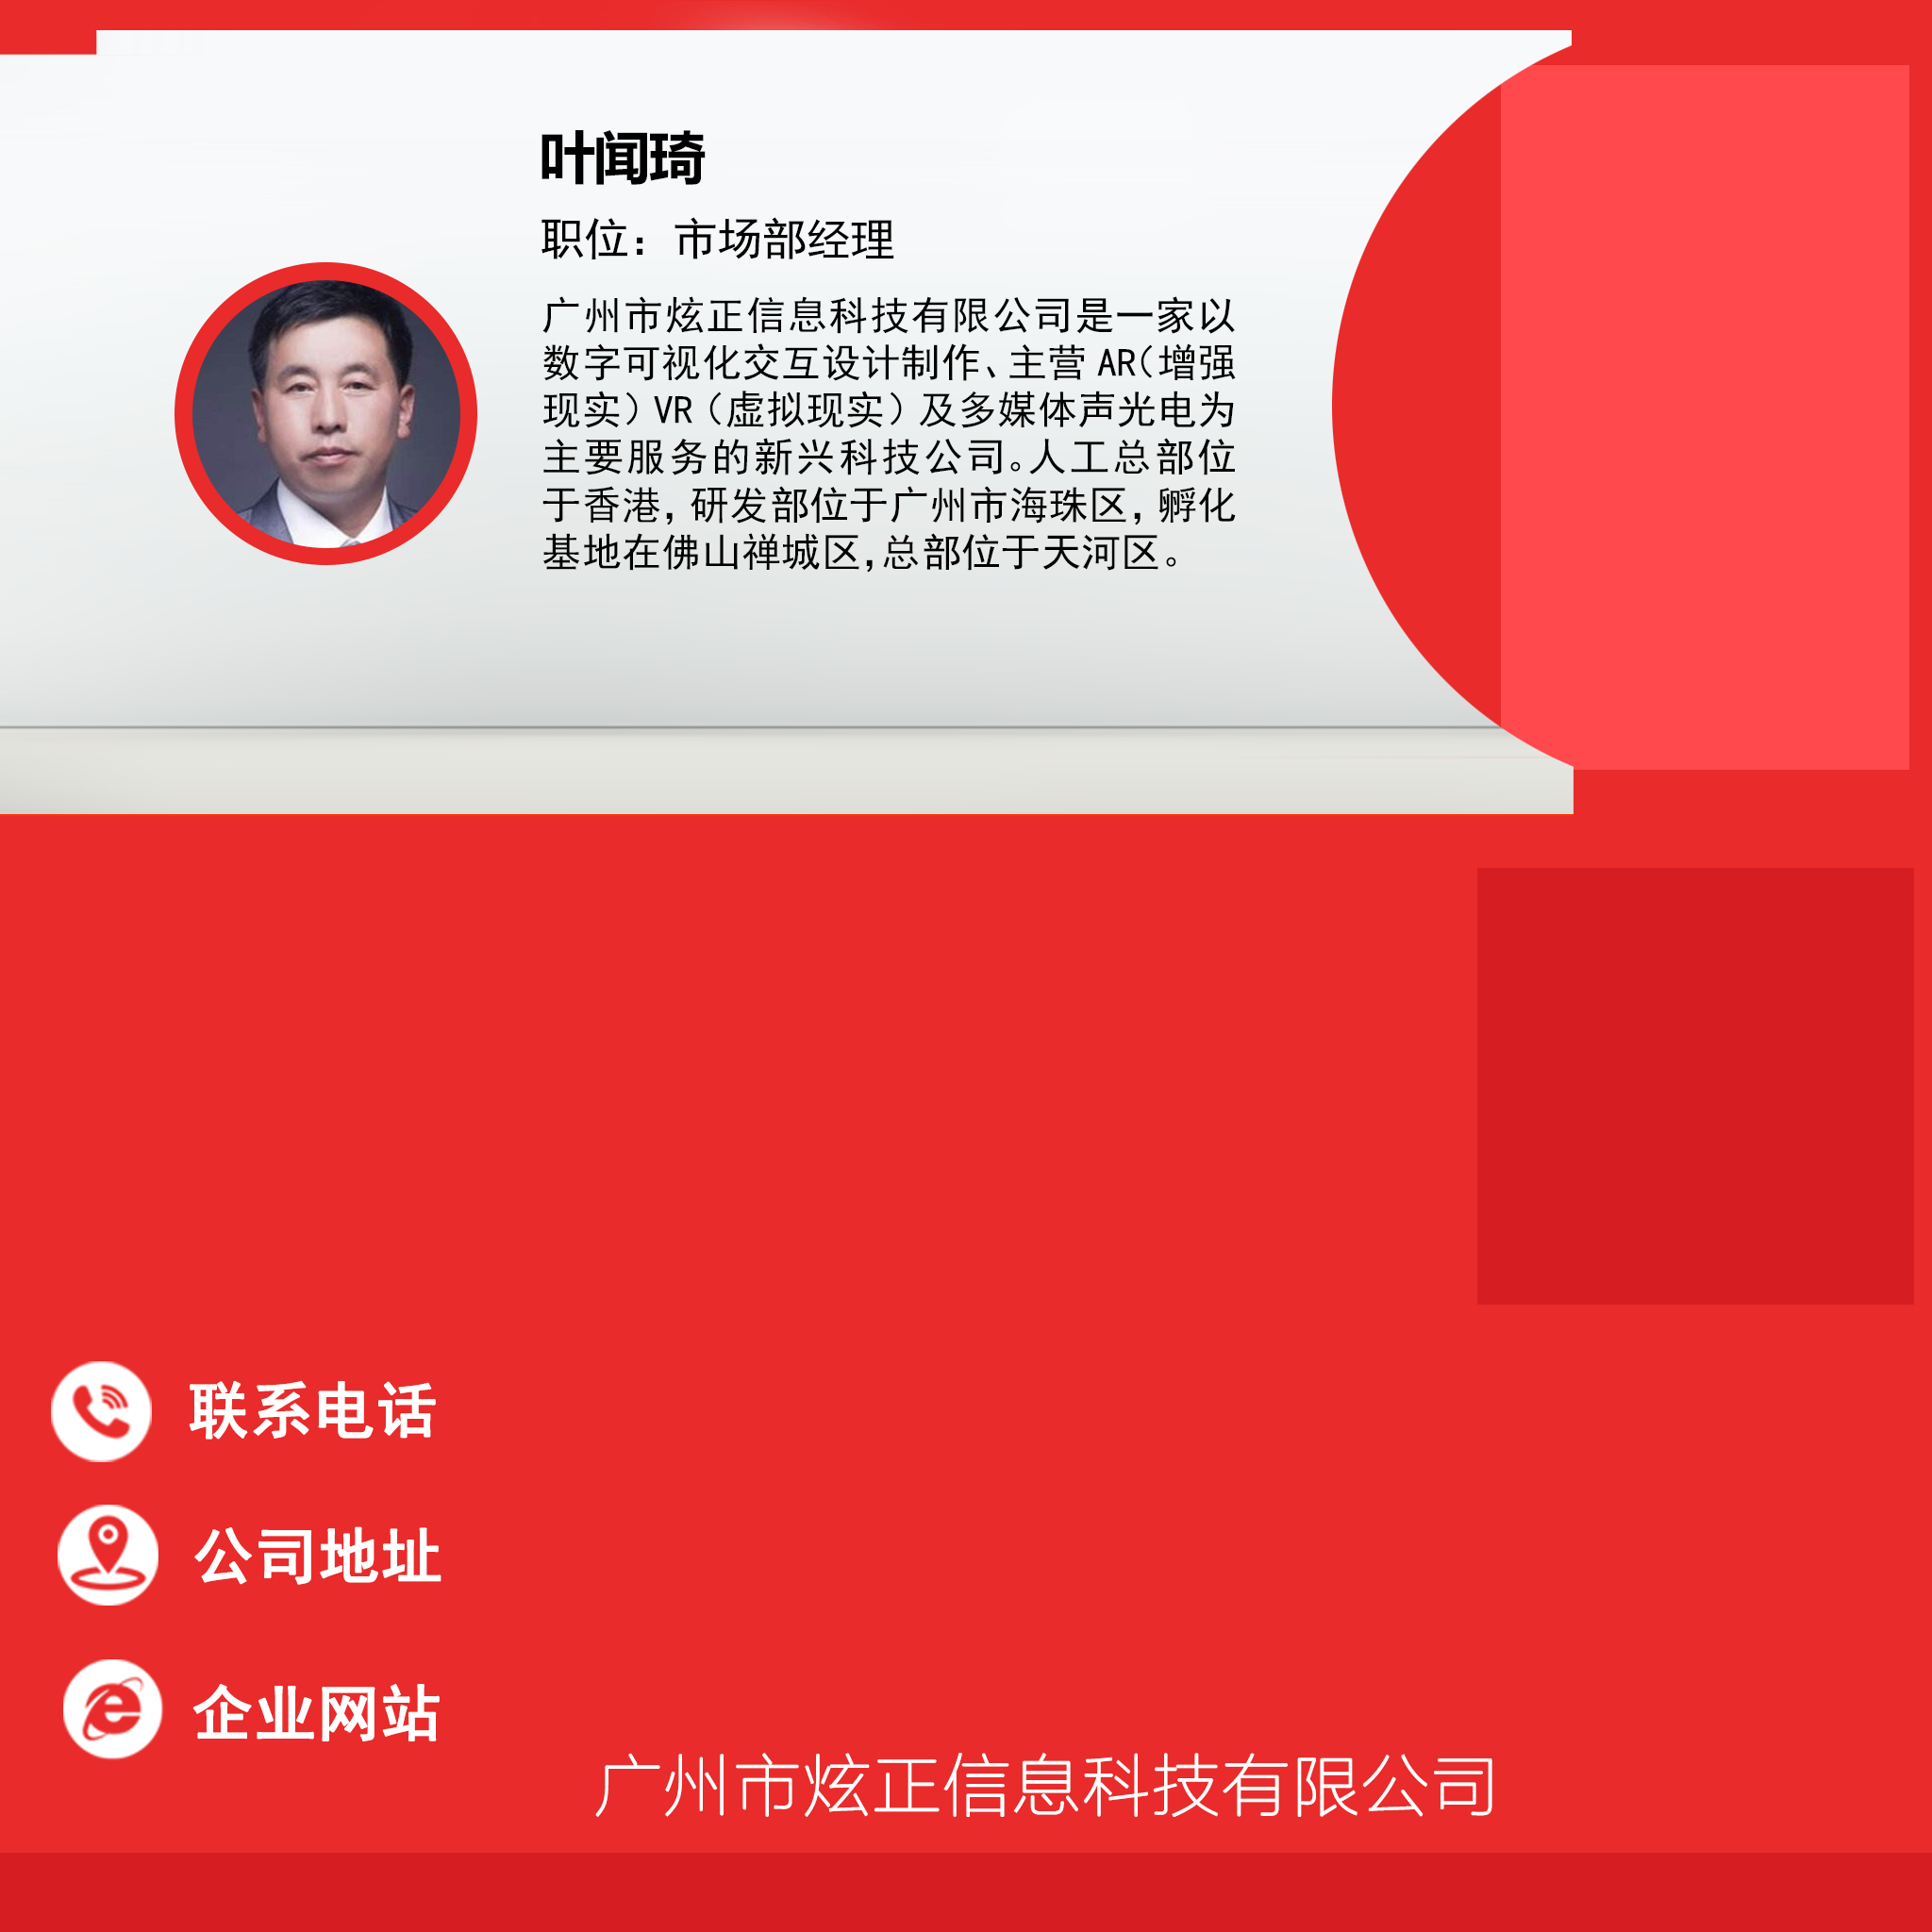 叶闻琦
职位：市场部经理
广州市炫正信息科技有限公司是一家以
数字可视化交互设计制作、主营 AR（增强
现实）VR（虚拟现实）及多媒体声光电为
主要服务的新兴科技公司。人工总部位
于香港，研发部位于广州市海珠区，孵化
基地在佛山禅城区，总部位于天河区。
联系电话
公司地址
企业网站
广州市炫正信息科技有限公司